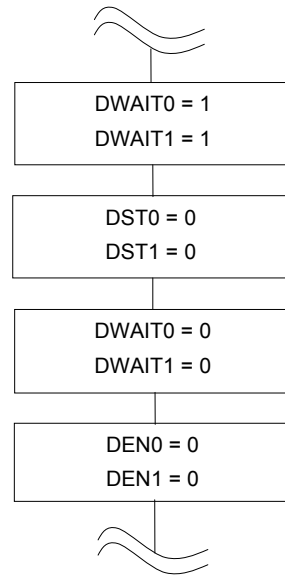 DWAIT0 = 1
DWAIT1 = 1
DST0 = 0
DST1 = 0
DWAIT0 = 0
DWAIT1 = 0
DEN0 = 0
DEN1 = 0